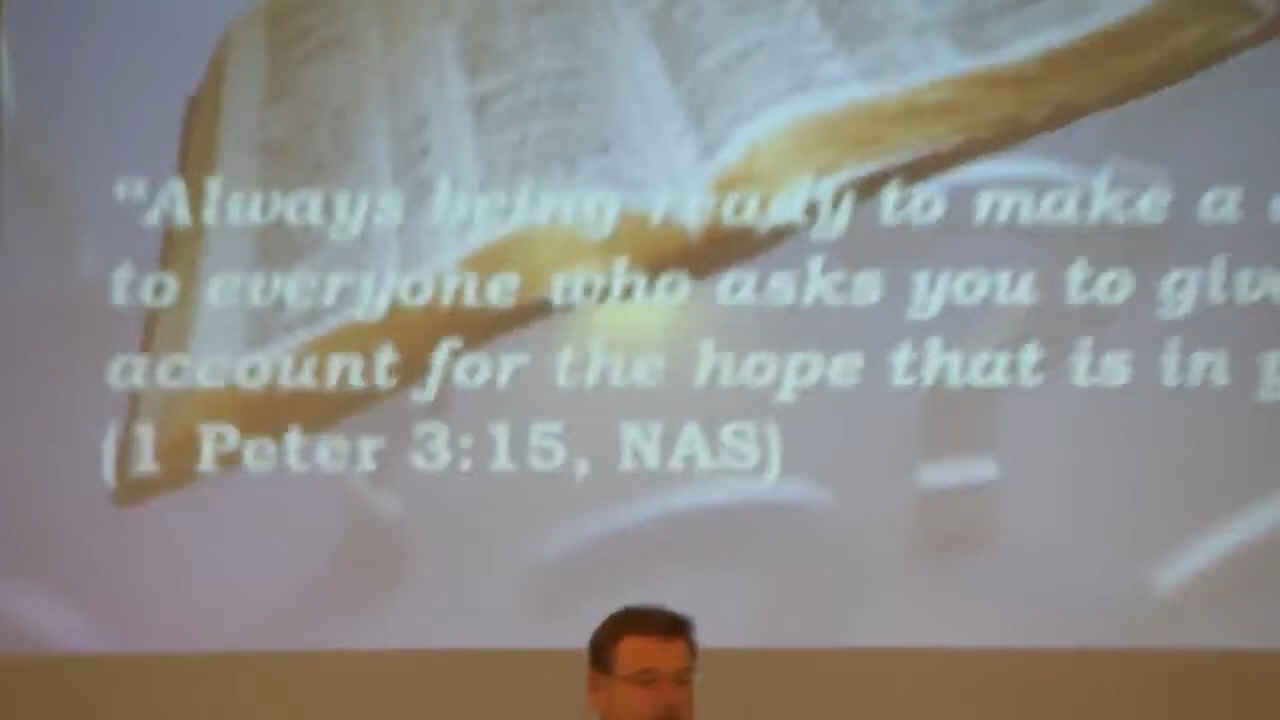 “Always being ready to make a
to everyone who asks you to give
account for the hope that is in
(1 Peter 3:15, NAS)